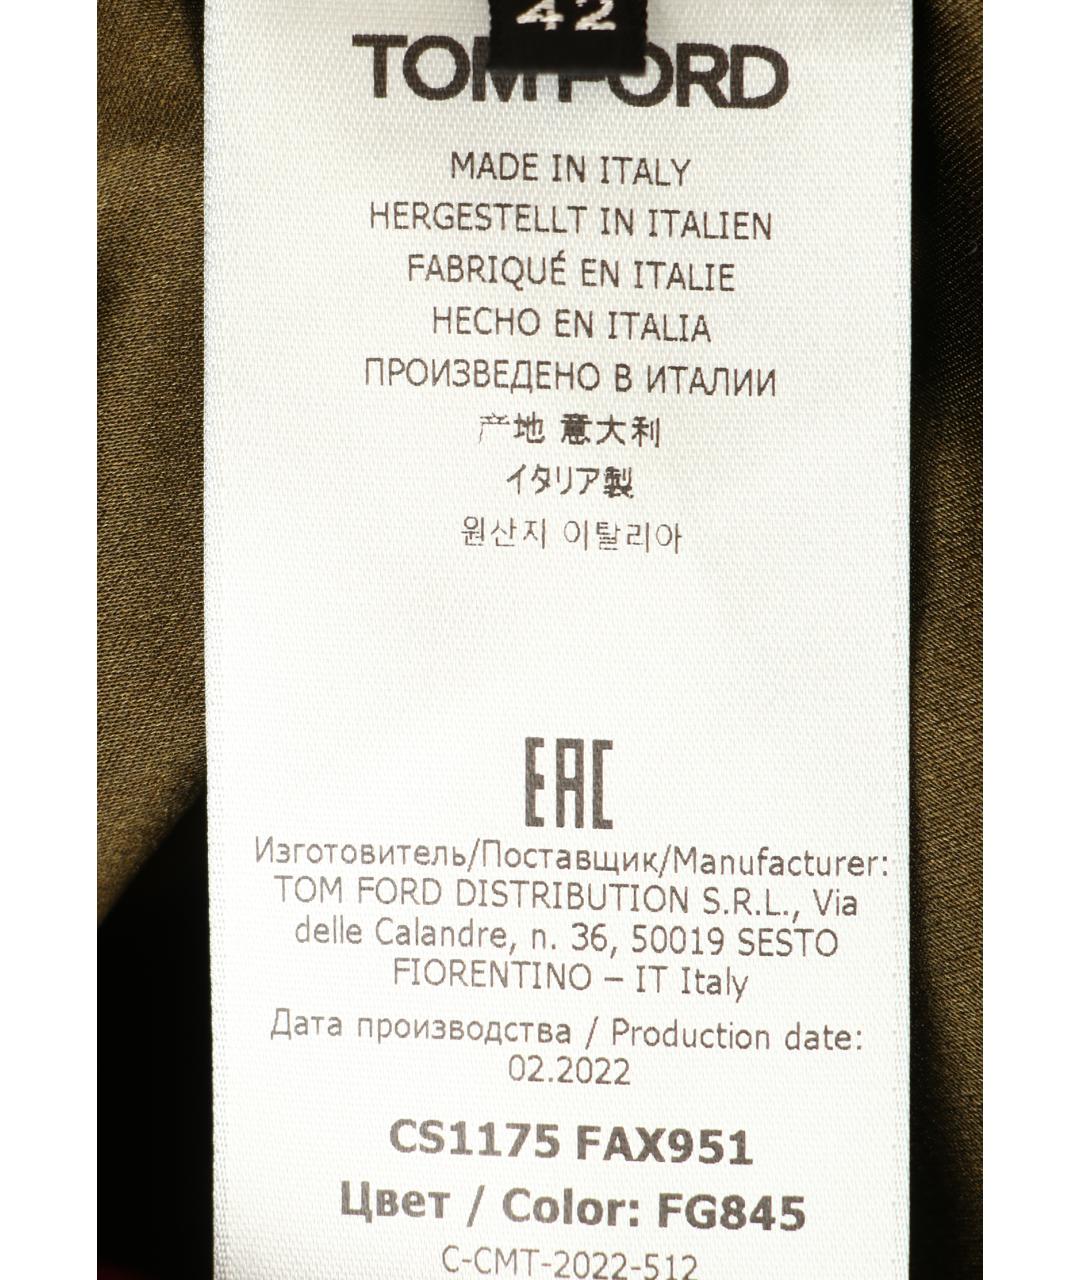 42
TOM FORD
MADE IN ITALY
HERGESTELLT IN ITALIEN
FABRIQUÉ EN ITALIE
HECHO EN ITALIA
ПРОИЗВЕДЕНО В ИТАЛИИ
产地 意大利
イタリア製
원산지 이탈리아
EAC
Изготовитель/Поставщик/Manufacturer:
TOM FORD DISTRIBUTION S.R.L., Via
delle Calandre, n. 36, 50019 SESTO
FIORENTINO – IT Italy
Дата производства / Production date:
02.2022
CS1175 FAX951
Цвет / Color: FG845
C-CMT-2022-512